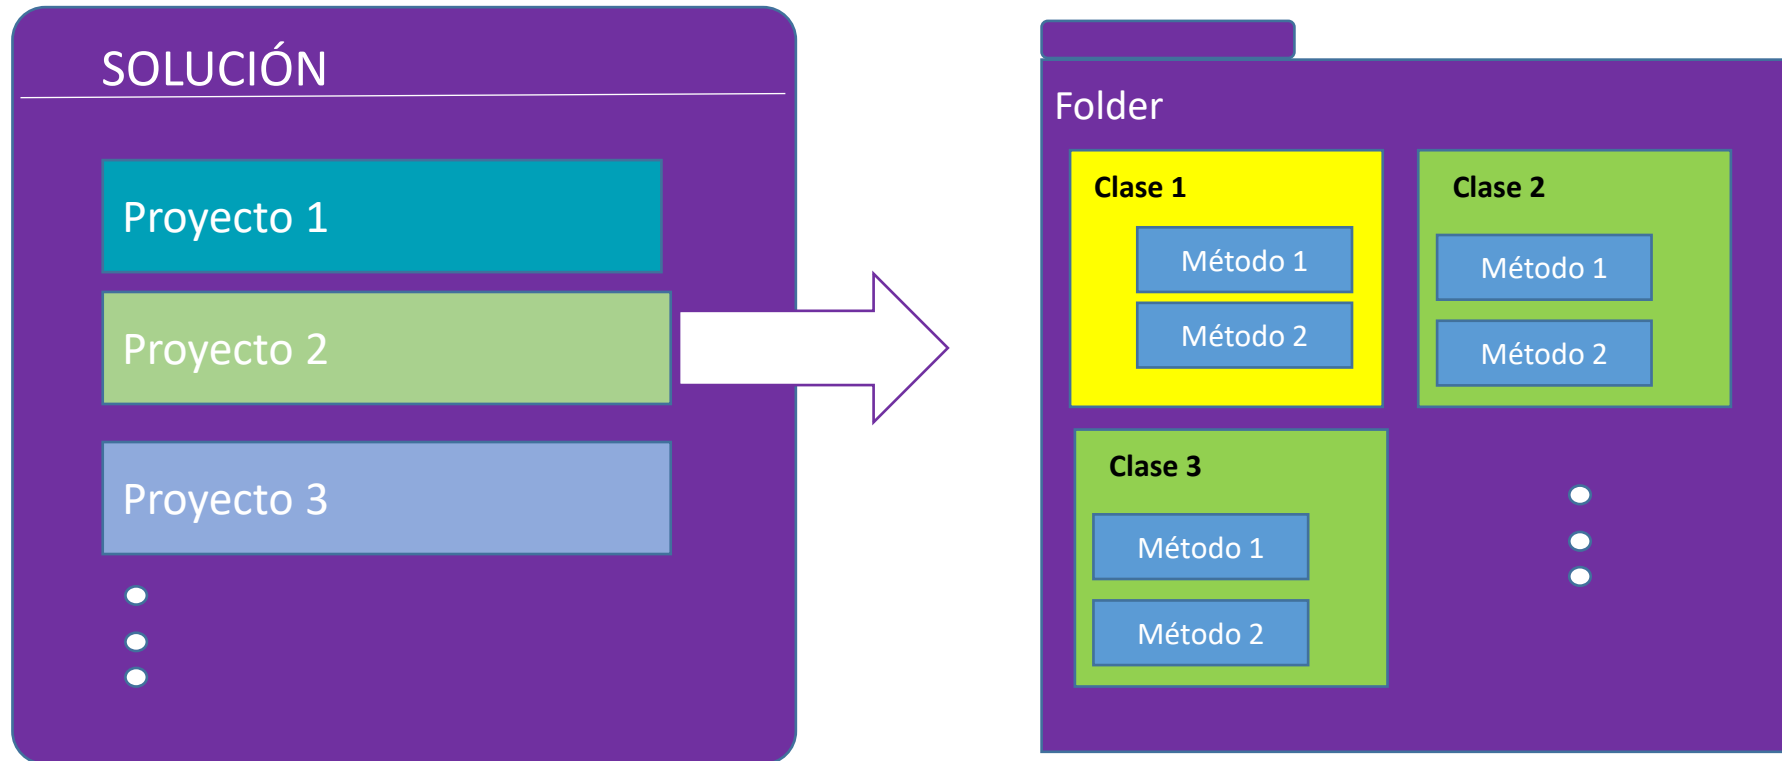 SOLUCIÓN
Proyecto 1
Proyecto 2
Proyecto 3
Folder
Clase 1
Método 1
Método 2
Clase 2
Método 1
Método 2
Clase 3
Método 1
Método 2